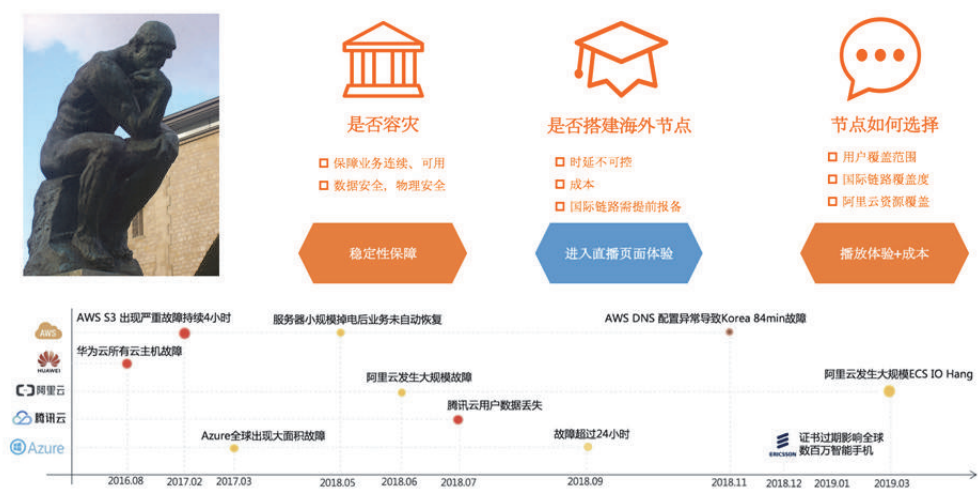 是否容灾
保障业务连续、可用
数据安全，物理安全
稳定性保障
是否搭建海外节点
时延不可控
成本
国际链路需提前报备
进入直播页面体验
节点如何选择
用户覆盖范围
国际链路覆盖度
阿里云资源覆盖
播放体验+成本
AWS
AWS S3 出现严重故障持续4小时
服务器小规模掉电后业务未自动恢复
AWS DNS 配置异常导致Korea 84min故障
HUAWEI
华为云所有云主机故障
阿里云
阿里云发生大规模故障
阿里云发生大规模ECS IO Hang
腾讯云
腾讯云用户数据丢失
Azure
Azure全球出现大面积故障
故障超过24小时
ERICSSON
证书过期影响全球
数百万智能手机
2016.08
2017.02
2017.03
2018.05
2018.06
2018.07
2018.09
2018.11
2018.12
2019.01
2019.03